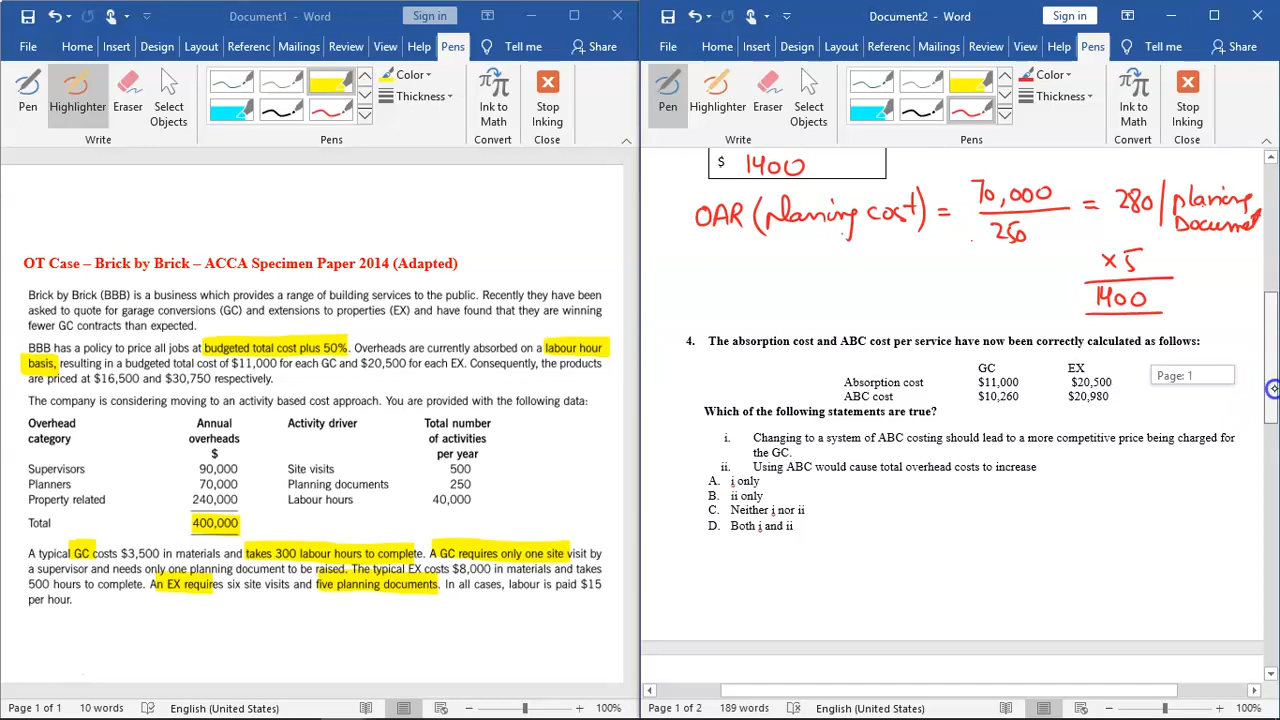 Document1 - Word
Sign in
File Home Insert Design Layout Referenc Mailings Review View Help Pens Tell me Share
Pen Highlighter Eraser Select Objects
Color
Thickness
Ink to Math
Stop Inking
Write Pens Convert Close
OT Case – Brick by Brick – ACCA Specimen Paper 2014 (Adapted)
Brick by Brick (BBB) is a business which provides a range of building services to the public. Recently they have been
asked to quote for garage conversions (GC) and extensions to properties (EX) and have found that they are winning
fewer GC contracts than expected.
BBB has a policy to price all jobs at budgeted total cost plus 50%. Overheads are currently absorbed on a labour hour
basis, resulting in a budgeted total cost of $11,000 for each GC and $20,500 for each EX. Consequently, the products
are priced at $16,500 and $30,750 respectively.
The company is considering moving to an activity based cost approach. You are provided with the following data:
Overhead Annual Activity driver Total number
category overheads of activities
$ per year
Supervisors 90,000 Site visits 500
Planners 70,000 Planning documents 250
Property related 240,000 Labour hours 40,000
Total 400,000
A typical GC costs $3,500 in materials and takes 300 labour hours to complete. A GC requires only one site visit by
a supervisor and needs only one planning document to be raised. The typical EX costs $8,000 in materials and takes
500 hours to complete. An EX requires six site visits and five planning documents. In all cases, labour is paid $15
per hour.
Page 1 of 1 10 words English (United States) 100%
Document2 - Word
Sign in
File Home Insert Design Layout Referenc Mailings Review View Help Pens Tell me Share
Pen Highlighter Eraser Select Objects
Color
Thickness
Ink to Math
Stop Inking
Write Pens Convert Close
$ 1400
OAR (planing cost) = 70,000 / 250 = 280 / planing Document
× 5
1400
4. The absorption cost and ABC cost per service have now been correctly calculated as follows:
GC EX
Absorption cost $11,000 $20,500
ABC cost $10,260 $20,980
Page: 1
Which of the following statements are true?
i. Changing to a system of ABC costing should lead to a more competitive price being charged for
the GC.
ii. Using ABC would cause total overhead costs to increase
A. i only
B. ii only
C. Neither i nor ii
D. Both i and ii
Page 1 of 2 189 words English (United States) 100%